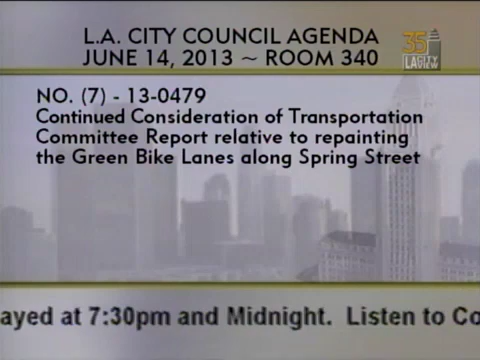 L.A. CITY COUNCIL AGENDA
JUNE 14, 2013 ~ ROOM 340
35
LA CITY VIEW
NO. (7) - 13-0479
Continued Consideration of Transportation
Committee Report relative to repainting
the Green Bike Lanes along Spring Street
ayed at 7:30pm and Midnight. Listen to Co